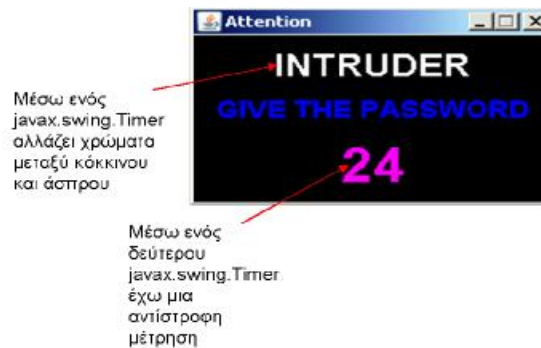 Attention
INTRUDER
GIVE THE PASSWORD
24
Μέσω ενός
javax.swing.Timer
αλλάζει χρώματα
μεταξύ κόκκινου
και άσπρου
Μέσω ενός
δεύτερου
javax.swing.Timer
έχω μια
αντίστροφη
μέτρηση